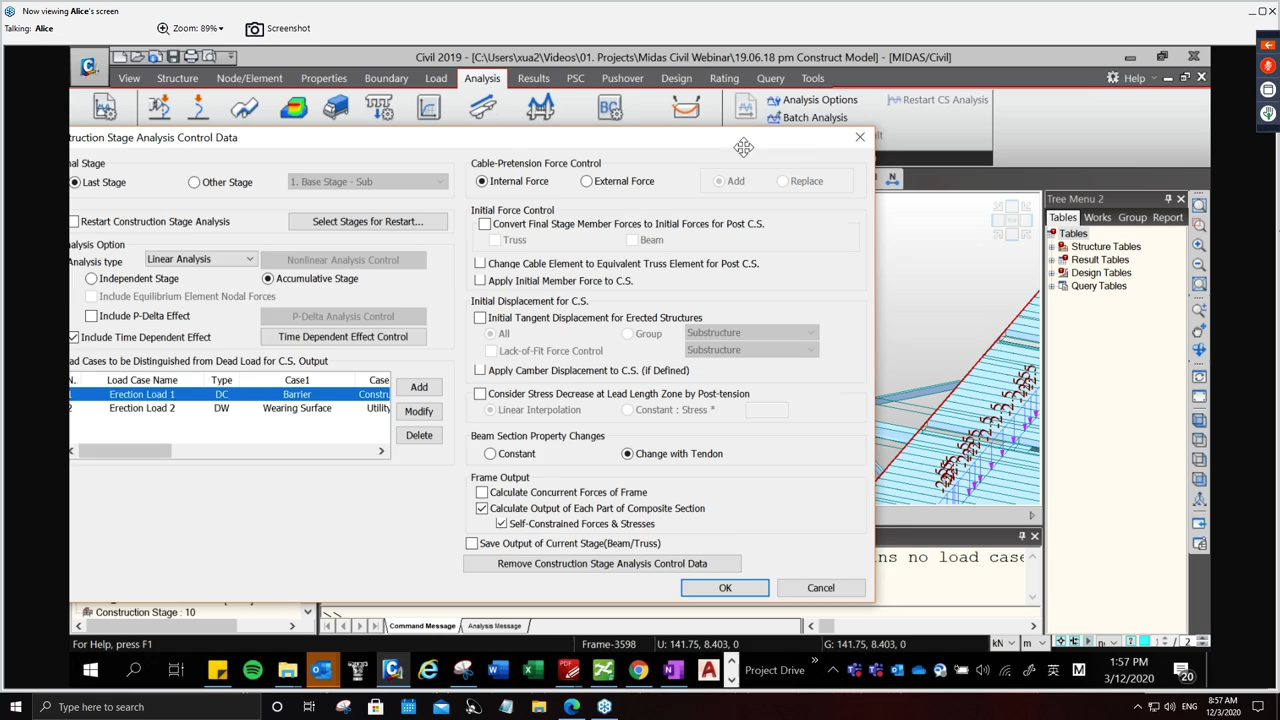 Now viewing Alice's screen
Talking: Alice
Zoom: 89%
Screenshot
Civil 2019 - [C:\Users\xua2\Videos\01. Projects\Midas Civil Webinar\19.06.18 pm Construct Model] - [MIDAS/Civil]
View Structure Node/Element Properties Boundary Load Analysis Results PSC Pushover Design Rating Query Tools Help
Analysis Options
Restart CS Analysis
Batch Analysis
struction Stage Analysis Control Data
Last Stage
Other Stage
1. Base Stage - Sub
Restart Construction Stage Analysis
Select Stages for Restart...
nalysis Option
Analysis type
Linear Analysis
Nonlinear Analysis Control
Independent Stage
Accumulative Stage
Include Equilibrium Element Nodal Forces
Include P-Delta Effect
P-Delta Analysis Control
Include Time Dependent Effect
Time Dependent Effect Control
ad Cases to be Distinguished from Dead Load for C.S. Output
N. Load Case Name Type Case1 Case
1 Erection Load 1 DC Barrier Constru
2 Erection Load 2 DW Wearing Surface Utility
Add
Modify
Delete
Cable-Pretension Force Control
Internal Force
External Force
Add
Replace
Initial Force Control
Convert Final Stage Member Forces to Initial Forces for Post C.S.
Truss
Beam
Change Cable Element to Equivalent Truss Element for Post C.S.
Apply Initial Member Force to C.S.
Initial Displacement for C.S.
Initial Tangent Displacement for Erected Structures
All
Group
Substructure
Lack-of-Fit Force Control
Substructure
Apply Camber Displacement to C.S. (if Defined)
Consider Stress Decrease at Lead Length Zone by Post-tension
Linear Interpolation
Constant : Stress *
Beam Section Property Changes
Constant
Change with Tendon
Frame Output
Calculate Concurrent Forces of Frame
Calculate Output of Each Part of Composite Section
Self-Constrained Forces & Stresses
Save Output of Current Stage(Beam/Truss)
Remove Construction Stage Analysis Control Data
OK
Cancel
N
Tree Menu 2
Tables Works Group Report
Tables
Structure Tables
Result Tables
Design Tables
Query Tables
ns no load case
Construction Stage : 10
>>
Command Message
Analysis Message
For Help, press F1
Frame-3598
U: 141.75, 8.403, 0
G: 141.75, 8.403, 0
kN
m
1
/ 2
Project Drive
英
M
1:57 PM
3/12/2020
20
Type here to search
ENG
8:57 AM
12/3/2020